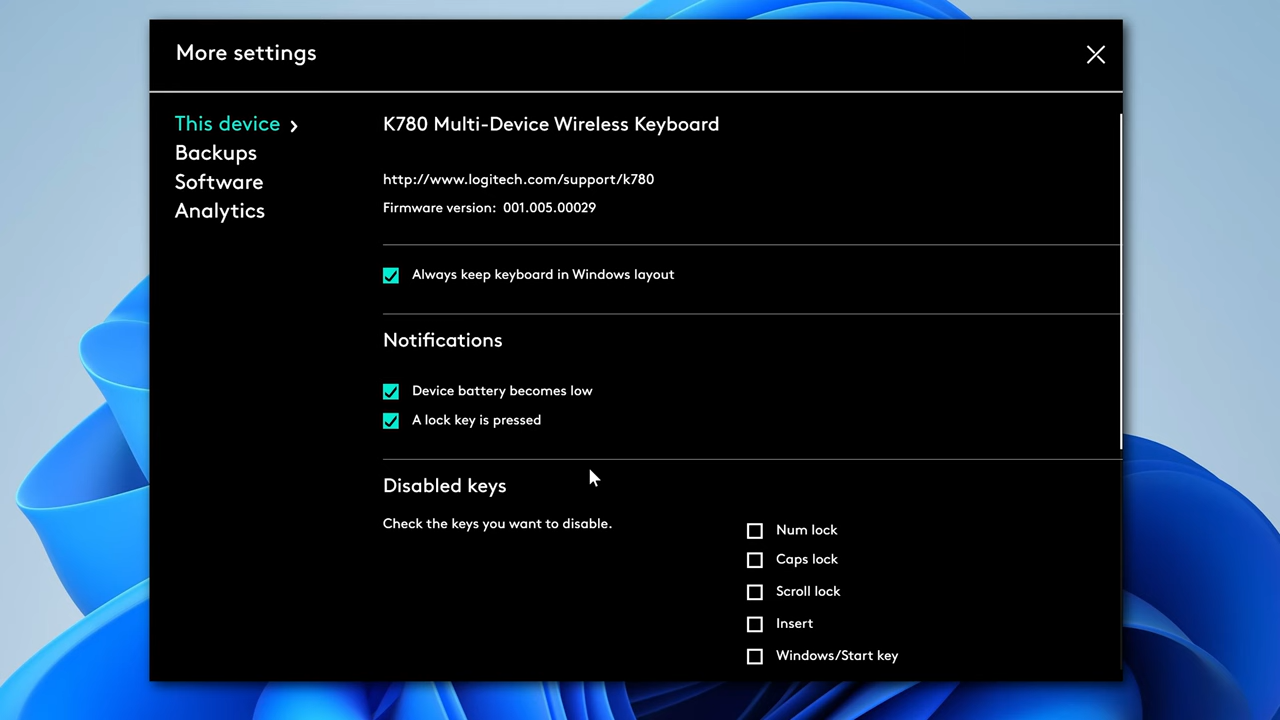 More settings
This device
Backups
Software
Analytics
K780 Multi-Device Wireless Keyboard
http://www.logitech.com/support/k780
Firmware version: 001.005.00029
Always keep keyboard in Windows layout
Notifications
Device battery becomes low
A lock key is pressed
Disabled keys
Check the keys you want to disable.
Num lock
Caps lock
Scroll lock
Insert
Windows/Start key